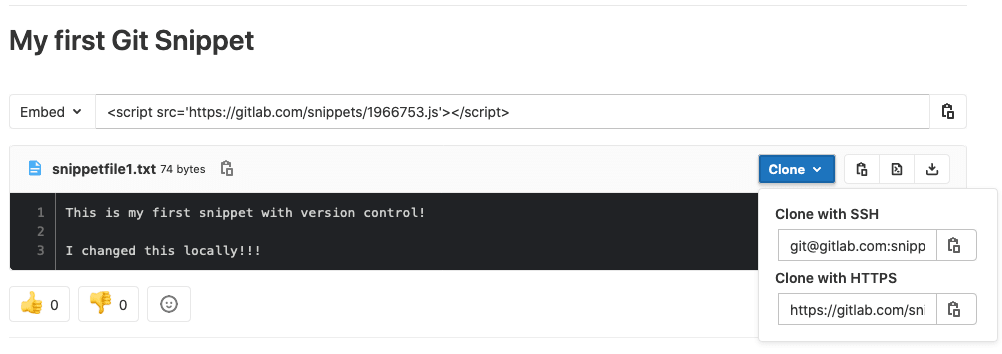 My first Git Snippet
Embed
<script src='https://gitlab.com/snippets/1966753.js'></script>
snippetfile1.txt 74 bytes
Clone
1 This is my first snippet with version control!
2
3 I changed this locally!!!
Clone with SSH
git@gitlab.com:snipp
Clone with HTTPS
https://gitlab.com/sni
0
0